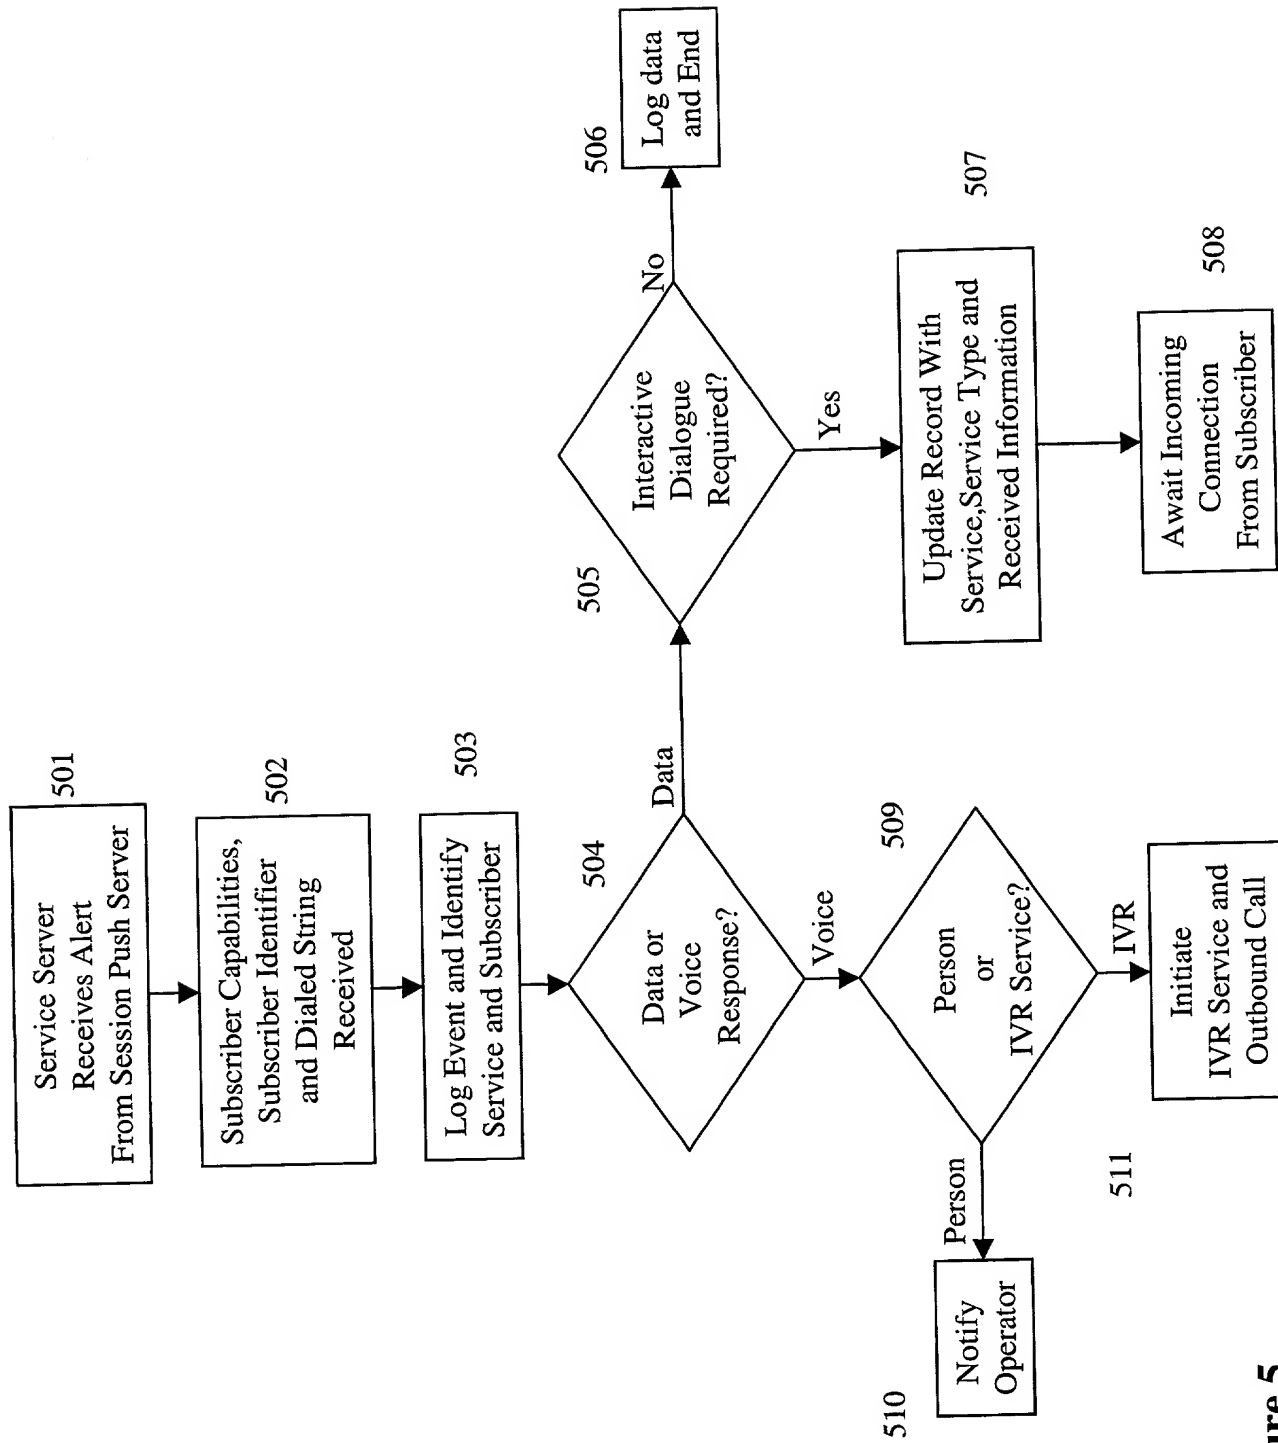 501
Service Server
Receives Alert
From Session Push Server
502
Subscriber Capabilities,
Subscriber Identifier
and Dialed String
Received
503
Log Event and Identify
Service and Subscriber
504
Data or
Voice
Response?
Data
Voice
505
Interactive
Dialogue
Required?
No
Yes
506
Log data
and End
507
Update Record With
Service,Service Type and
Received Information
508
Await Incoming
Connection
From Subscriber
509
Person
or
IVR Service?
Person
IVR
510
Notify
Operator
511
Initiate
IVR Service and
Outbound Call
5